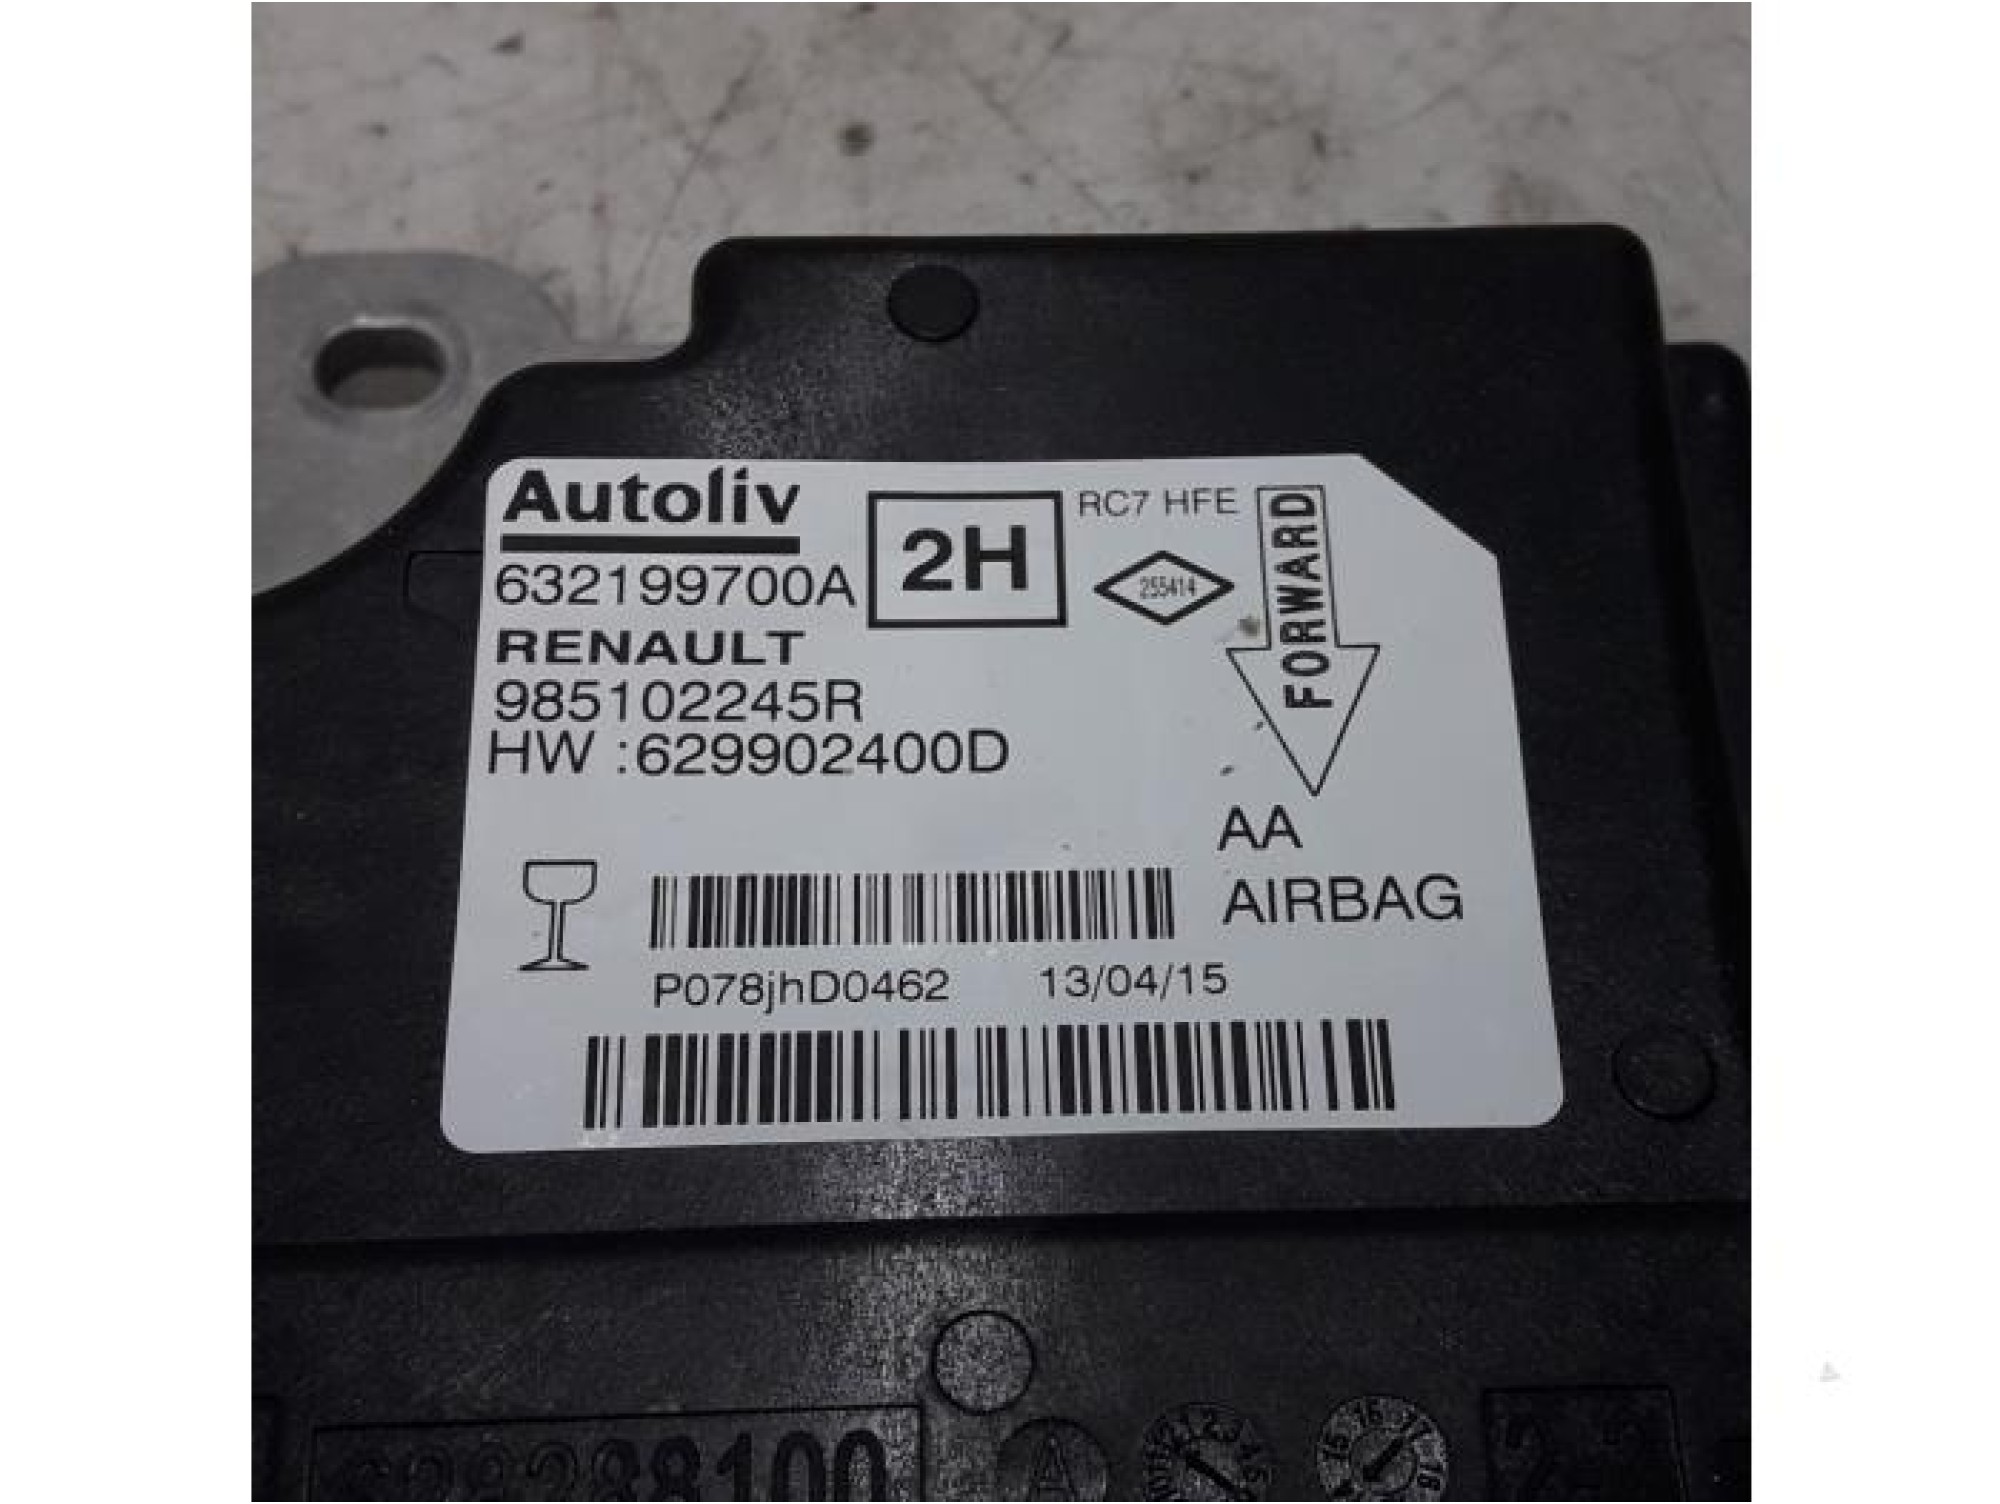 Autoliv
632199700A
2H
RC7 HFE
255414
FORWARD
RENAULT
985102245R
HW :629902400D
AA
AIRBAG
P078jhD0462 13/04/15
A